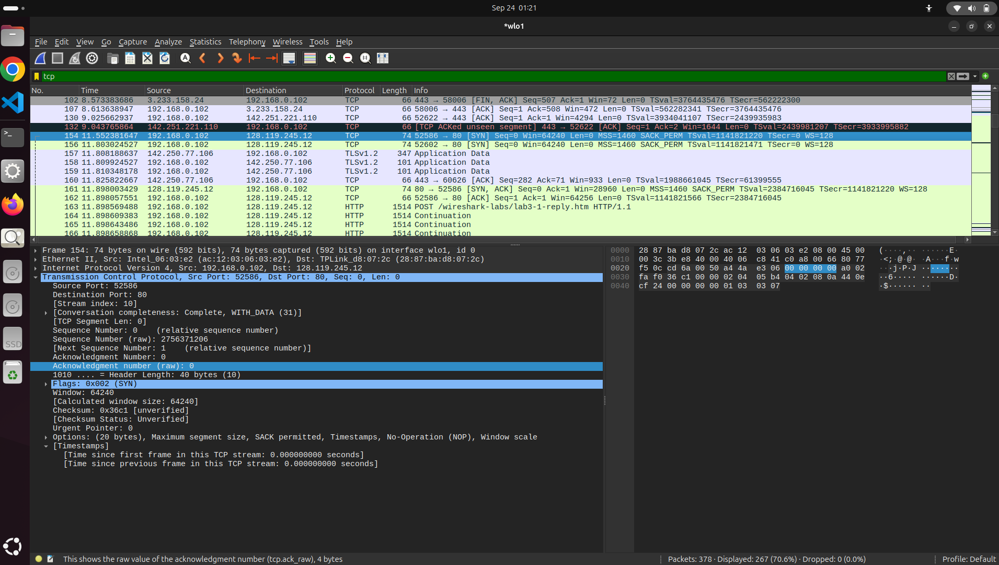 Sep 24 01:21
*wlo1
File Edit View Go Capture Analyze Statistics Telephony Wireless Tools Help
tcp
No. Time Source Destination Protocol Length Info
102 8.573383686 3.233.158.24 192.168.0.102 TCP 66 443 → 58006 [FIN, ACK] Seq=507 Ack=1 Win=72 Len=0 TSval=3764435476 TSecr=562222300
107 8.613638947 192.168.0.102 3.233.158.24 TCP 66 58006 → 443 [ACK] Seq=1 Ack=508 Win=472 Len=0 TSval=562282341 TSecr=3764435476
130 9.025662937 192.168.0.102 142.251.221.110 TCP 66 52622 → 443 [ACK] Seq=1 Ack=1 Win=4294 Len=0 TSval=3934041107 TSecr=2439935983
132 9.043765864 142.251.221.110 192.168.0.102 TCP 66 [TCP ACKed unseen segment] 443 → 52622 [ACK] Seq=1 Ack=2 Win=1644 Len=0 TSval=2439981207 TSecr=3933995882
154 11.552381647 192.168.0.102 128.119.245.12 TCP 74 52586 → 80 [SYN] Seq=0 Win=64240 Len=0 MSS=1460 SACK_PERM TSval=1141821220 TSecr=0 WS=128
156 11.803024527 192.168.0.102 128.119.245.12 TCP 74 52602 → 80 [SYN] Seq=0 Win=64240 Len=0 MSS=1460 SACK_PERM TSval=1141821471 TSecr=0 WS=128
157 11.808188637 142.250.77.106 192.168.0.102 TLSv1.2 347 Application Data
158 11.809924527 192.168.0.102 142.250.77.106 TLSv1.2 101 Application Data
159 11.810348178 192.168.0.102 142.250.77.106 TLSv1.2 101 Application Data
160 11.825822667 142.250.77.106 192.168.0.102 TCP 66 443 → 60626 [ACK] Seq=282 Ack=71 Win=933 Len=0 TSval=1988661045 TSecr=61399555
161 11.898003429 128.119.245.12 192.168.0.102 TCP 74 80 → 52586 [SYN, ACK] Seq=0 Ack=1 Win=28960 Len=0 MSS=1460 SACK_PERM TSval=2384716045 TSecr=1141821220 WS=128
162 11.898057551 192.168.0.102 128.119.245.12 TCP 66 52586 → 80 [ACK] Seq=1 Ack=1 Win=64256 Len=0 TSval=1141821566 TSecr=2384716045
163 11.898569488 192.168.0.102 128.119.245.12 HTTP 1514 POST /wireshark-labs/lab3-1-reply.htm HTTP/1.1
164 11.898609383 192.168.0.102 128.119.245.12 HTTP 1514 Continuation
165 11.898643486 192.168.0.102 128.119.245.12 HTTP 1514 Continuation
166 11.898658868 192.168.0.102 128.119.245.12 HTTP 1514 Continuation
Frame 154: 74 bytes on wire (592 bits), 74 bytes captured (592 bits) on interface wlo1, id 0
Ethernet II, Src: Intel_06:03:e2 (ac:12:03:06:03:e2), Dst: TPLink_d8:07:2c (28:87:ba:d8:07:2c)
Internet Protocol Version 4, Src: 192.168.0.102, Dst: 128.119.245.12
Transmission Control Protocol, Src Port: 52586, Dst Port: 80, Seq: 0, Len: 0
Source Port: 52586
Destination Port: 80
[Stream index: 10]
[Conversation completeness: Complete, WITH_DATA (31)]
[TCP Segment Len: 0]
Sequence Number: 0 (relative sequence number)
Sequence Number (raw): 2756371206
[Next Sequence Number: 1 (relative sequence number)]
Acknowledgment Number: 0
Acknowledgment number (raw): 0
1010 .... = Header Length: 40 bytes (10)
Flags: 0x002 (SYN)
Window: 64240
[Calculated window size: 64240]
Checksum: 0x36c1 [unverified]
[Checksum Status: Unverified]
Urgent Pointer: 0
Options: (20 bytes), Maximum segment size, SACK permitted, Timestamps, No-Operation (NOP), Window scale
[Timestamps]
[Time since first frame in this TCP stream: 0.000000000 seconds]
[Time since previous frame in this TCP stream: 0.000000000 seconds]
0000 28 87 ba d8 07 2c ac 12 03 06 03 e2 08 00 45 00 (····,·· ······E·
0010 00 3c 3b e8 40 00 40 06 c8 41 c0 a8 00 66 80 77 ·<;·@·@· ·A···f·w
0020 f5 0c cd 6a 00 50 a4 4a e3 06 00 00 00 00 a0 02 ···j·P·J ········
0030 fa f0 36 c1 00 00 02 04 05 b4 04 02 08 0a 44 0e ··6····· ······D·
0040 cf 24 00 00 00 00 01 03 03 07 ·$······ ··
SSD
This shows the raw value of the acknowledgment number (tcp.ack_raw), 4 bytes
Packets: 378 · Displayed: 267 (70.6%) · Dropped: 0 (0.0%)
Profile: Default